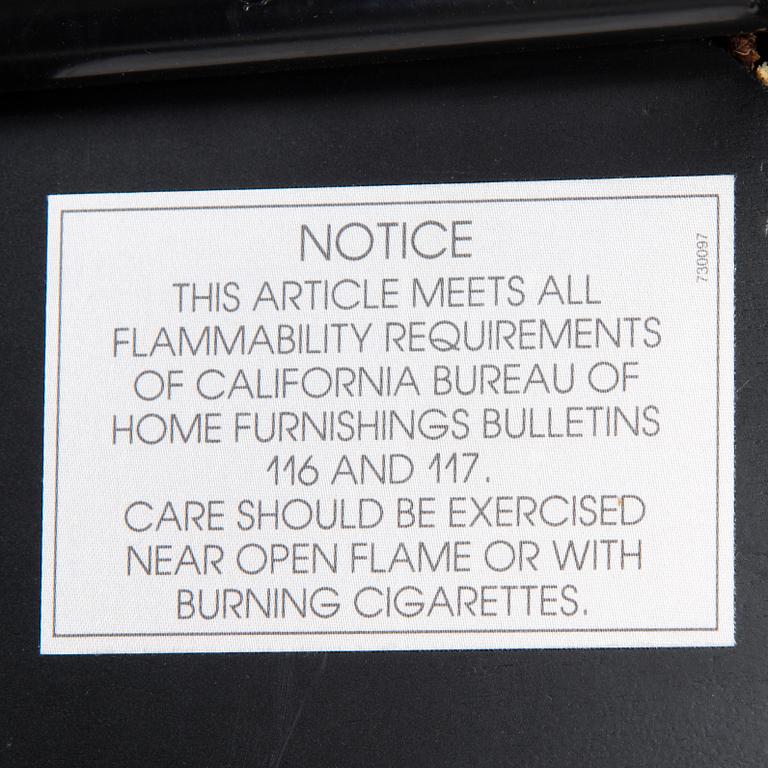 NOTICE
THIS ARTICLE MEETS ALL
FLAMMABILITY REQUIREMENTS
OF CALIFORNIA BUREAU OF
HOME FURNISHINGS BULLETINS
116 AND 117.
CARE SHOULD BE EXERCISED
NEAR OPEN FLAME OR WITH
BURNING CIGARETTES.
730097